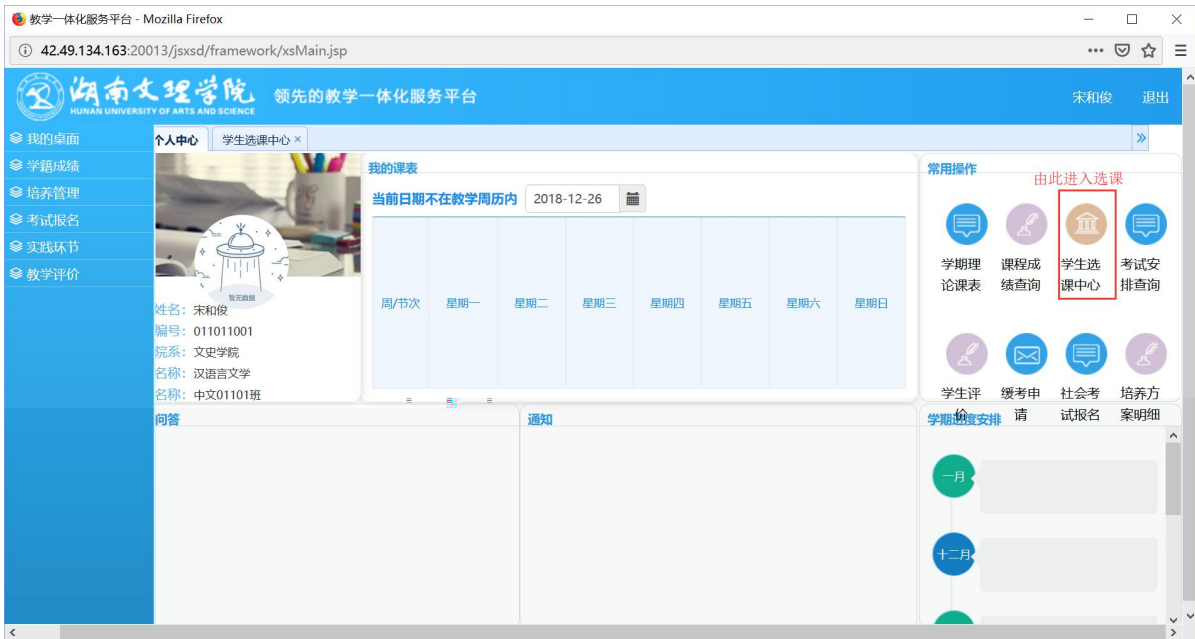 教学一体化服务平台 - Mozilla Firefox
42.49.134.163:20013/jsxsd/framework/xsMain.jsp
湖南文理学院
HUNAN UNIVERSITY OF ARTS AND SCIENCE
领先的教学一体化服务平台
宋和俊 退出
我的桌面
学籍成绩
培养管理
考试报名
实践环节
教学评价
个人中心 学生选课中心 ×
暂无数据
姓名: 宋和俊
编号: 011011001
院系: 文史学院
名称: 汉语言文学
名称: 中文01101班
我的课表
当前日期不在教学周历内 2018-12-26
周/节次 星期一 星期二 星期三 星期四 星期五 星期六 星期日
常用操作
由此进入选课
学期理论课表
课程成绩查询
学生选课中心
考试安排查询
学生评价
缓考申请
社会考试报名
培养方案明细
问答
通知
学期进度安排
一月
十二月